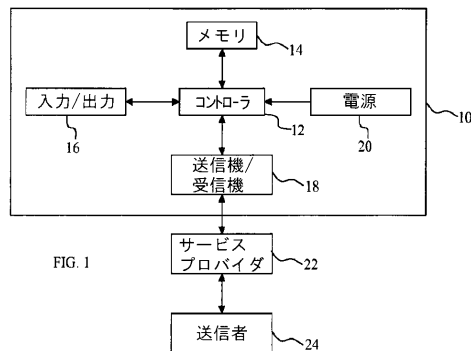 メモリ
14
入力/出力
16
コントローラ
12
電源
20
10
送信機/
受信機
18
サービス
プロバイダ
22
FIG. 1
送信者
24